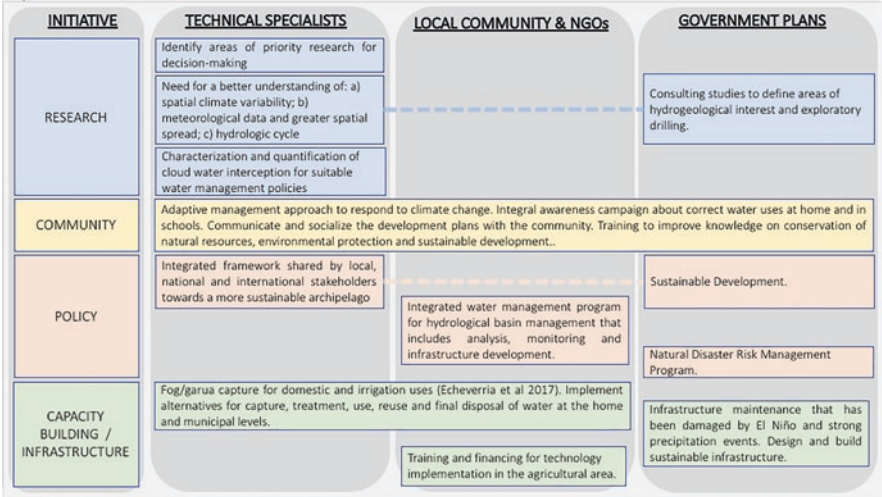 INITIATIVE
TECHNICAL SPECIALISTS
LOCAL COMMUNITY & NGOs
GOVERNMENT PLANS
RESEARCH
Identify areas of priority research for
decision-making
Need for a better understanding of: a)
spatial climate variability; b)
meteorological data and greater spatial
spread; c) hydrologic cycle
Characterization and quantification of
cloud water interception for suitable
water management policies
Consulting studies to define areas of
hydrogeological interest and exploratory
drilling.
COMMUNITY
Adaptive management approach to respond to climate change. Integral awareness campaign about correct water uses at home and in
schools. Communicate and socialize the development plans with the community. Training to improve knowledge on conservation of
natural resources, environmental protection and sustainable development..
POLICY
Integrated framework shared by local,
national and international stakeholders
towards a more sustainable archipelago
Integrated water management program
for hydrological basin management that
includes analysis, monitoring and
infrastructure development.
Sustainable Development.
Natural Disaster Risk Management
Program.
CAPACITY
BUILDING /
INFRASTRUCTURE
Fog/garua capture for domestic and irrigation uses (Echeverria et al 2017). Implement
alternatives for capture, treatment, use, reuse and final disposal of water at the home
and municipal levels.
Training and financing for technology
implementation in the agricultural area.
Infrastructure maintenance that has
been damaged by El Niño and strong
precipitation events. Design and build
sustainable infrastructure.